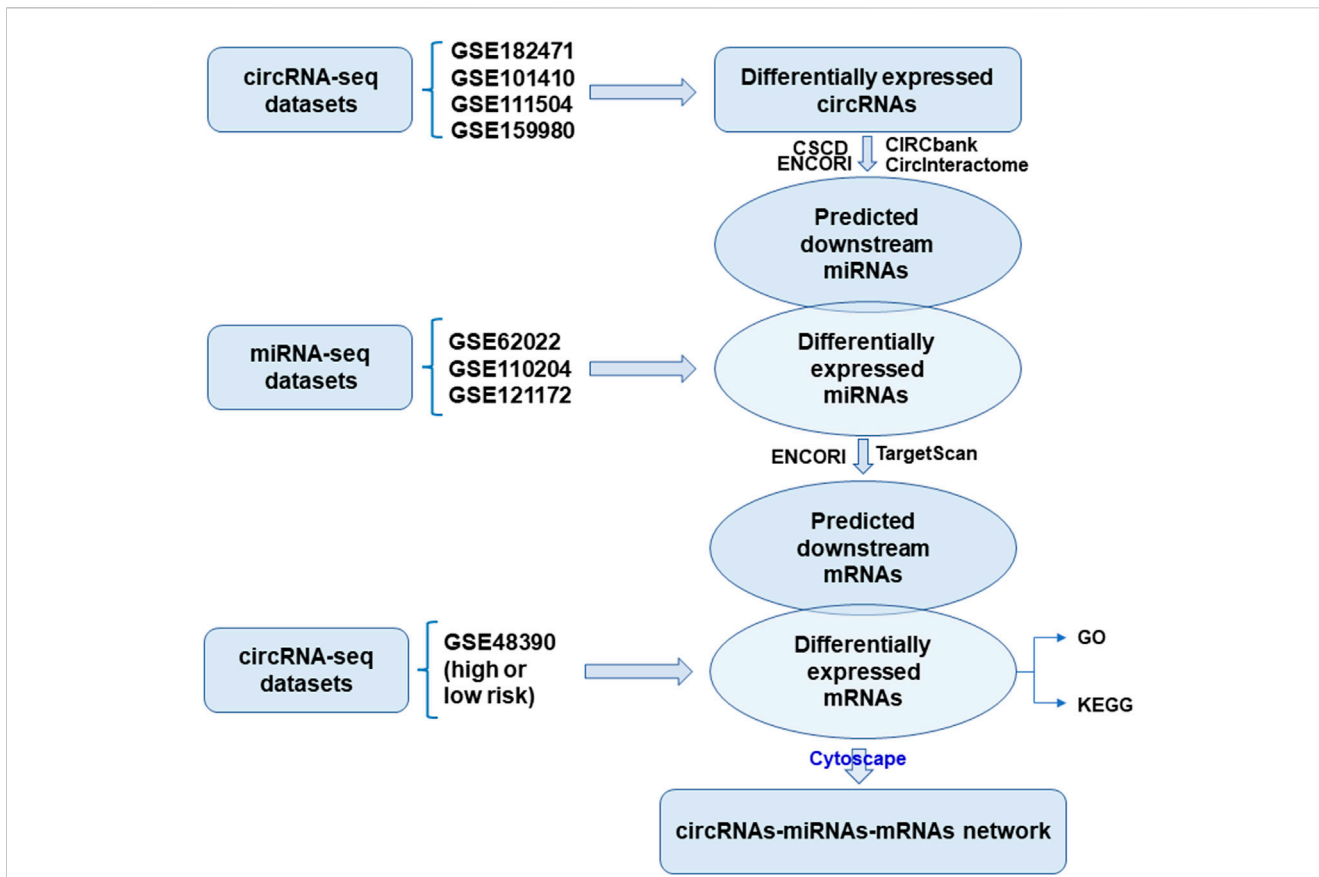 circRNA-seq
datasets
GSE182471
GSE101410
GSE111504
GSE159980
Differentially expressed
circRNAs
CSCD
ENCORI
CIRCbank
CircInteractome
Predicted
downstream
miRNAs
miRNA-seq
datasets
GSE62022
GSE110204
GSE121172
Differentially
expressed
miRNAs
ENCORI
TargetScan
Predicted
downstream
mRNAs
circRNA-seq
datasets
GSE48390
(high or
low risk)
Differentially
expressed
mRNAs
GO
KEGG
Cytoscape
circRNAs-miRNAs-mRNAs network